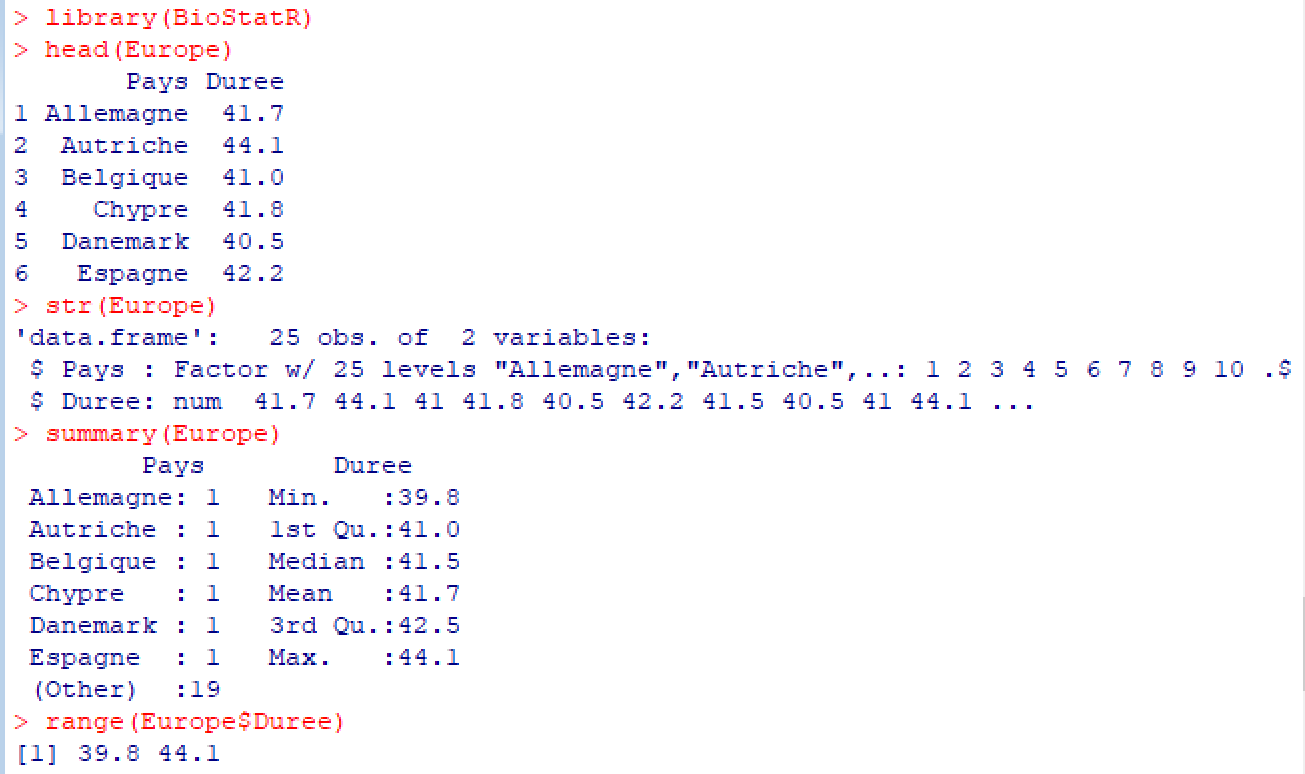 > library(BioStatR)
> head(Europe)
       Pays Duree
1 Allemagne  41.7
2  Autriche  44.1
3  Belgique  41.0
4    Chypre  41.8
5  Danemark  40.5
6   Espagne  42.2
> str(Europe)
'data.frame':   25 obs. of  2 variables:
 $ Pays : Factor w/ 25 levels "Allemagne","Autriche",..: 1 2 3 4 5 6 7 8 9 10 .$
 $ Duree: num  41.7 44.1 41 41.8 40.5 42.2 41.5 40.5 41 44.1 ...
> summary(Europe)
        Pays        Duree
 Allemagne: 1   Min.   :39.8
 Autriche : 1   1st Qu.:41.0
 Belgique : 1   Median :41.5
 Chypre   : 1   Mean   :41.7
 Danemark : 1   3rd Qu.:42.5
 Espagne  : 1   Max.   :44.1
 (Other)  :19
> range(Europe$Duree)
[1] 39.8 44.1